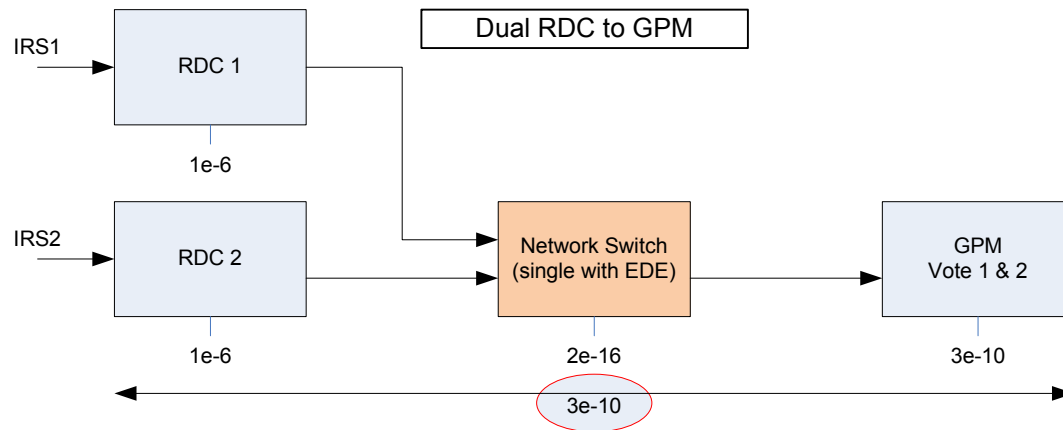 Dual RDC to GPM
IRS1
RDC 1
1e-6
IRS2
RDC 2
Network Switch
(single with EDE)
GPM
Vote 1 & 2
1e-6
2e-16
3e-10
3e-10